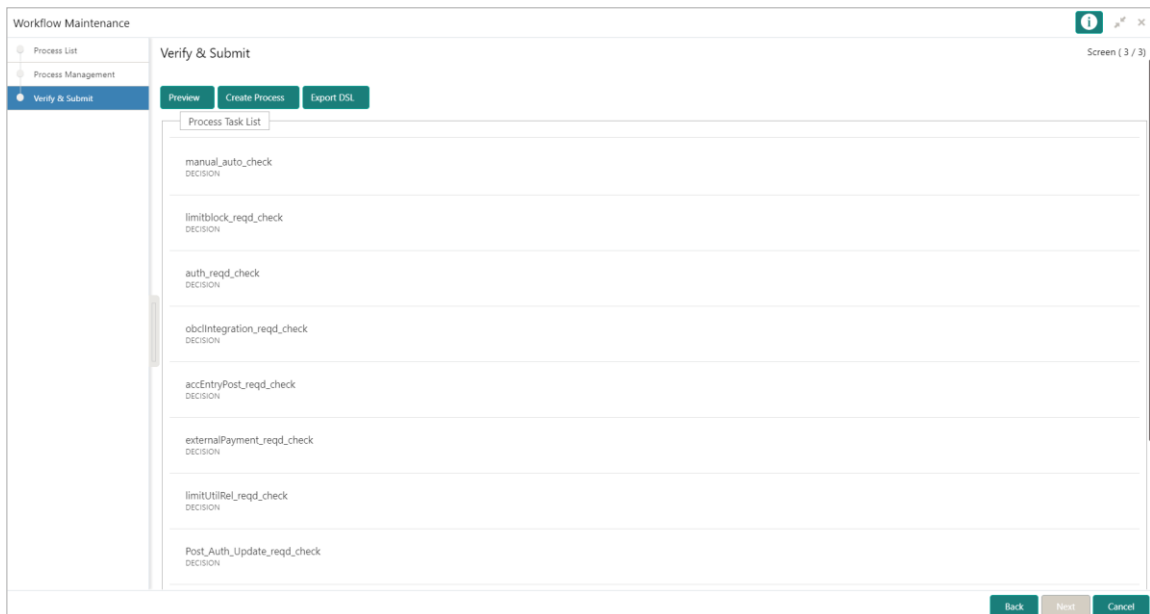 Workflow Maintenance
Process List
Process Management
Verify & Submit
Verify & Submit
Screen ( 3 / 3)
Preview
Create Process
Export DSL
Process Task List
manual_auto_check
DECISION
limitblock_reqd_check
DECISION
auth_reqd_check
DECISION
obclIntegration_reqd_check
DECISION
accEntryPost_reqd_check
DECISION
externalPayment_reqd_check
DECISION
limitUtilRel_reqd_check
DECISION
Post_Auth_Update_reqd_check
DECISION
Back
Next
Cancel